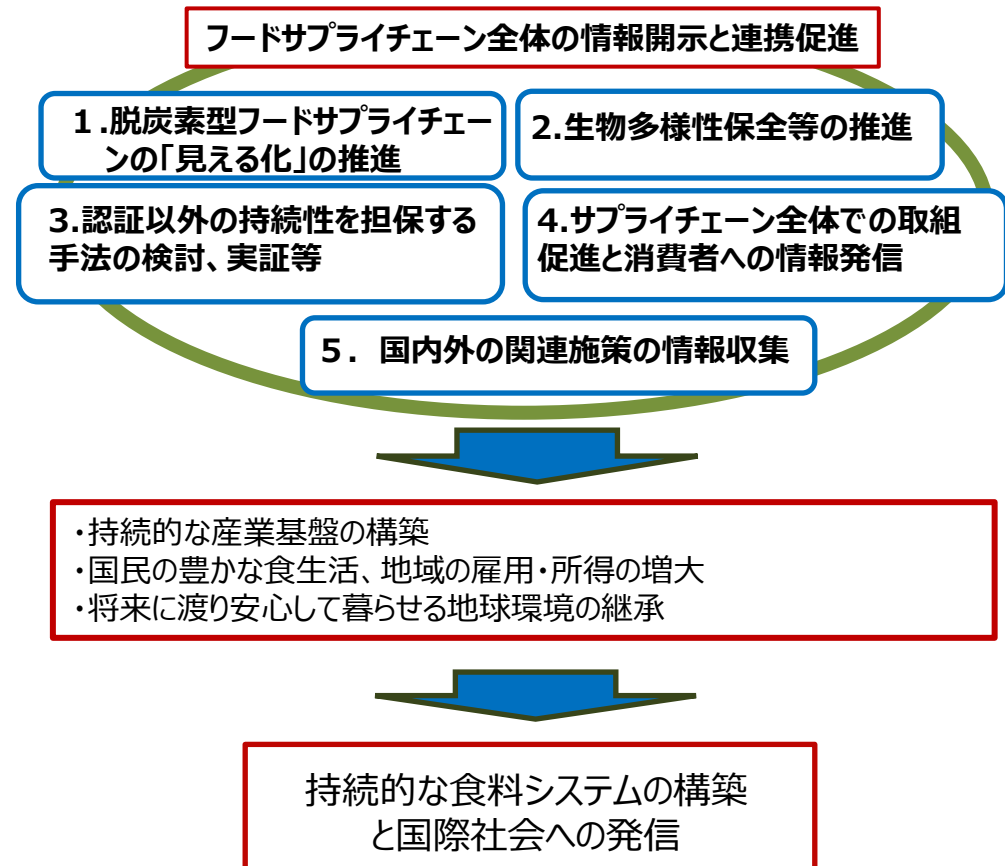 フードサプライチェーン全体の情報開示と連携促進
１.脱炭素型フードサプライチェー
ンの「見える化」の推進
2.生物多様性保全等の推進
3.認証以外の持続性を担保する
手法の検討、実証等
4.サプライチェーン全体での取組
促進と消費者への情報発信
５．国内外の関連施策の情報収集
・持続的な産業基盤の構築
・国民の豊かな食生活、地域の雇用・所得の増大
・将来に渡り安心して暮らせる地球環境の継承
持続的な食料システムの構築
と国際社会への発信